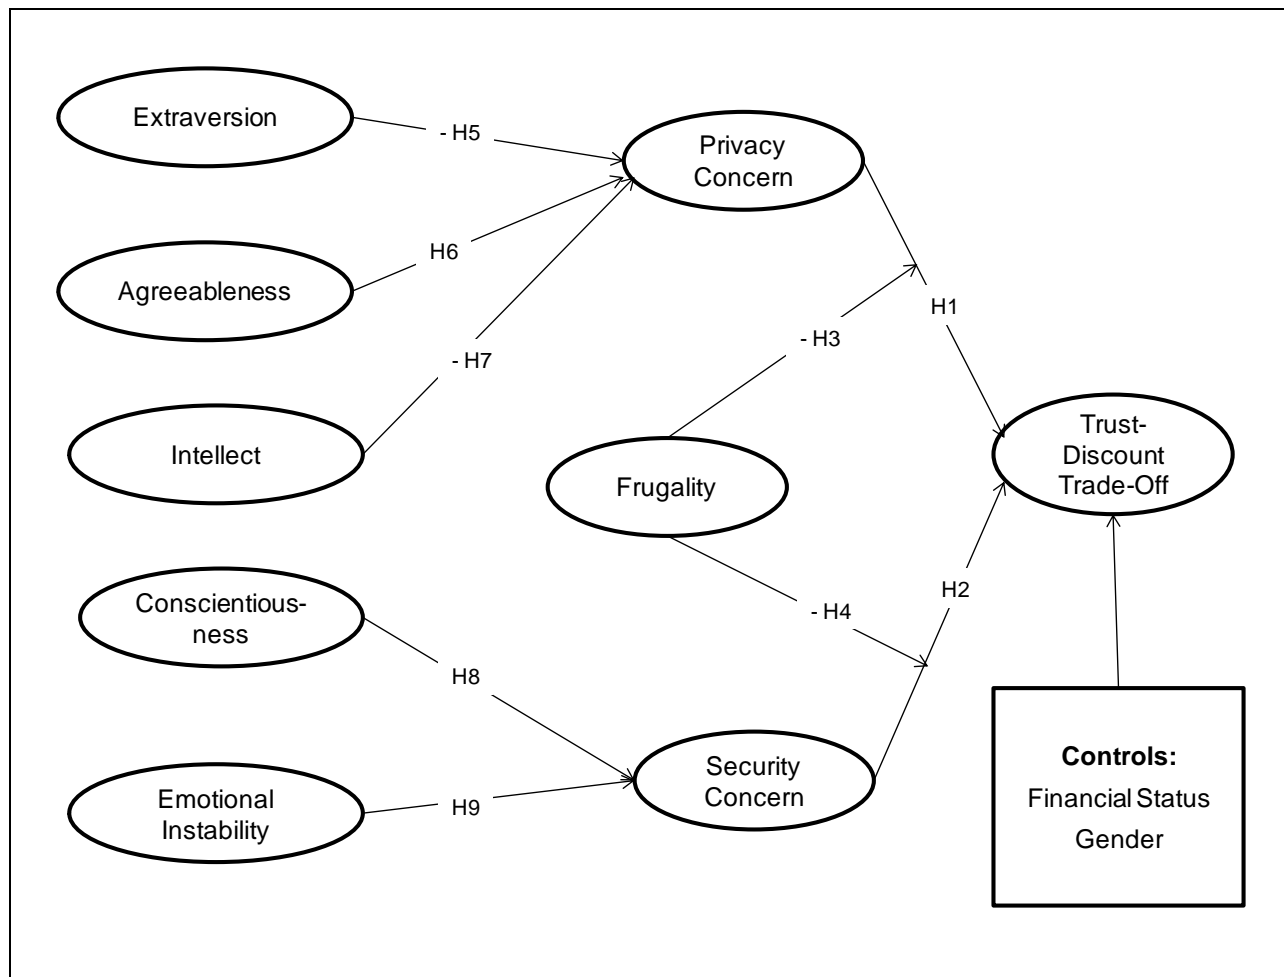 Extraversion
- H5
Privacy
Concern
Agreeableness
H6
H1
- H3
- H7
Intellect
Frugality
Trust-
Discount
Trade-Off
Conscientious-
ness
H2
- H4
H8
Security
Concern
Emotional
Instability
H9
Controls:
Financial Status
Gender